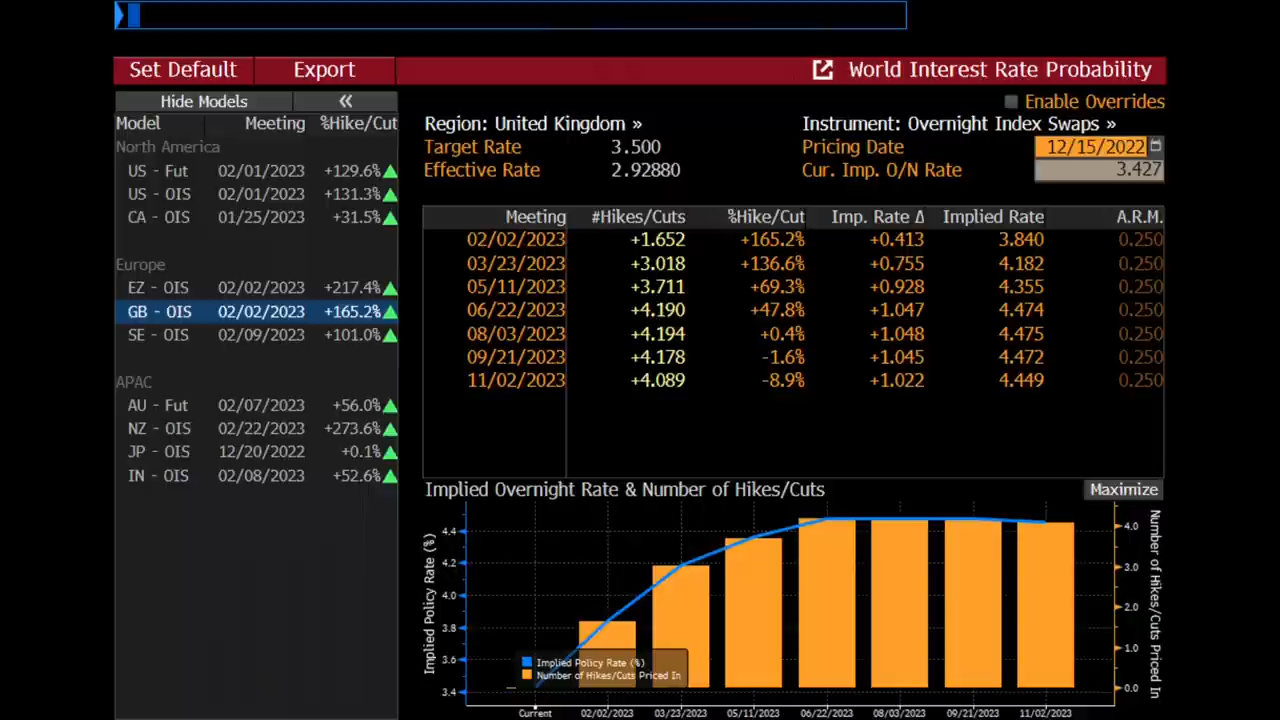 Set Default Export World Interest Rate Probability
Hide Models «
Enable Overrides
Model Meeting %Hike/Cut
North America
US - Fut 02/01/2023 +129.6%
US - OIS 02/01/2023 +131.3%
CA - OIS 01/25/2023 +31.5%
Europe
EZ - OIS 02/02/2023 +217.4%
GB - OIS 02/02/2023 +165.2%
SE - OIS 02/09/2023 +101.0%
APAC
AU - Fut 02/07/2023 +56.0%
NZ - OIS 02/22/2023 +273.6%
JP - OIS 12/20/2022 +0.1%
IN - OIS 02/08/2023 +52.6%
Region: United Kingdom » Instrument: Overnight Index Swaps »
Target Rate 3.500 Pricing Date 12/15/2022
Effective Rate 2.92880 Cur. Imp. O/N Rate 3.427
Meeting #Hikes/Cuts %Hike/Cut Imp. Rate Δ Implied Rate A.R.M.
02/02/2023 +1.652 +165.2% +0.413 3.840 0.250
03/23/2023 +3.018 +136.6% +0.755 4.182 0.250
05/11/2023 +3.711 +69.3% +0.928 4.355 0.250
06/22/2023 +4.190 +47.8% +1.047 4.474 0.250
08/03/2023 +4.194 +0.4% +1.048 4.475 0.250
09/21/2023 +4.178 -1.6% +1.045 4.472 0.250
11/02/2023 +4.089 -8.9% +1.022 4.449 0.250
Implied Overnight Rate & Number of Hikes/Cuts Maximize
Implied Policy Rate (%)
4.4
4.2
4.0
3.8
3.6
3.4
Implied Policy Rate (%)
Number of Hikes/Cuts Priced In
4.0
3.0
2.0
1.0
0.0
Number of Hikes/Cuts Priced In
Current 02/02/2023 03/23/2023 05/11/2023 06/22/2023 08/03/2023 09/21/2023 11/02/2023